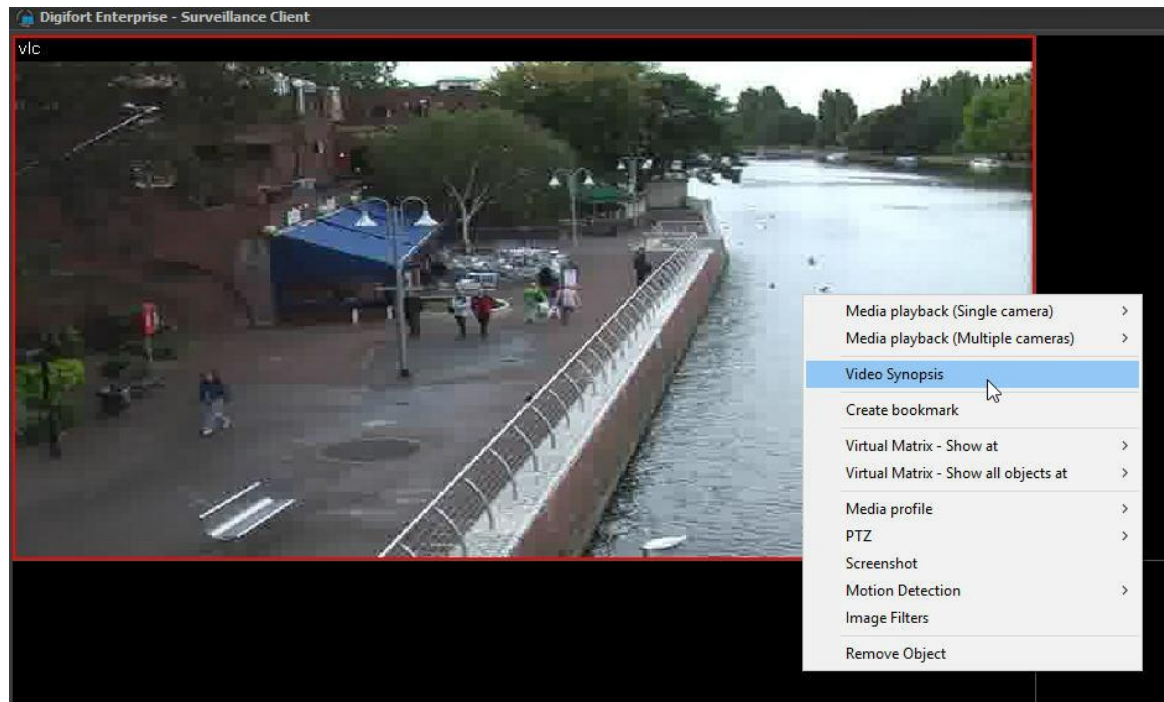 Digifort Enterprise - Surveillance Client
vlc
Media playback (Single camera)
Media playback (Multiple cameras)
Video Synopsis
Create bookmark
Virtual Matrix - Show at
Virtual Matrix - Show all objects at
Media profile
PTZ
Screenshot
Motion Detection
Image Filters
Remove Object